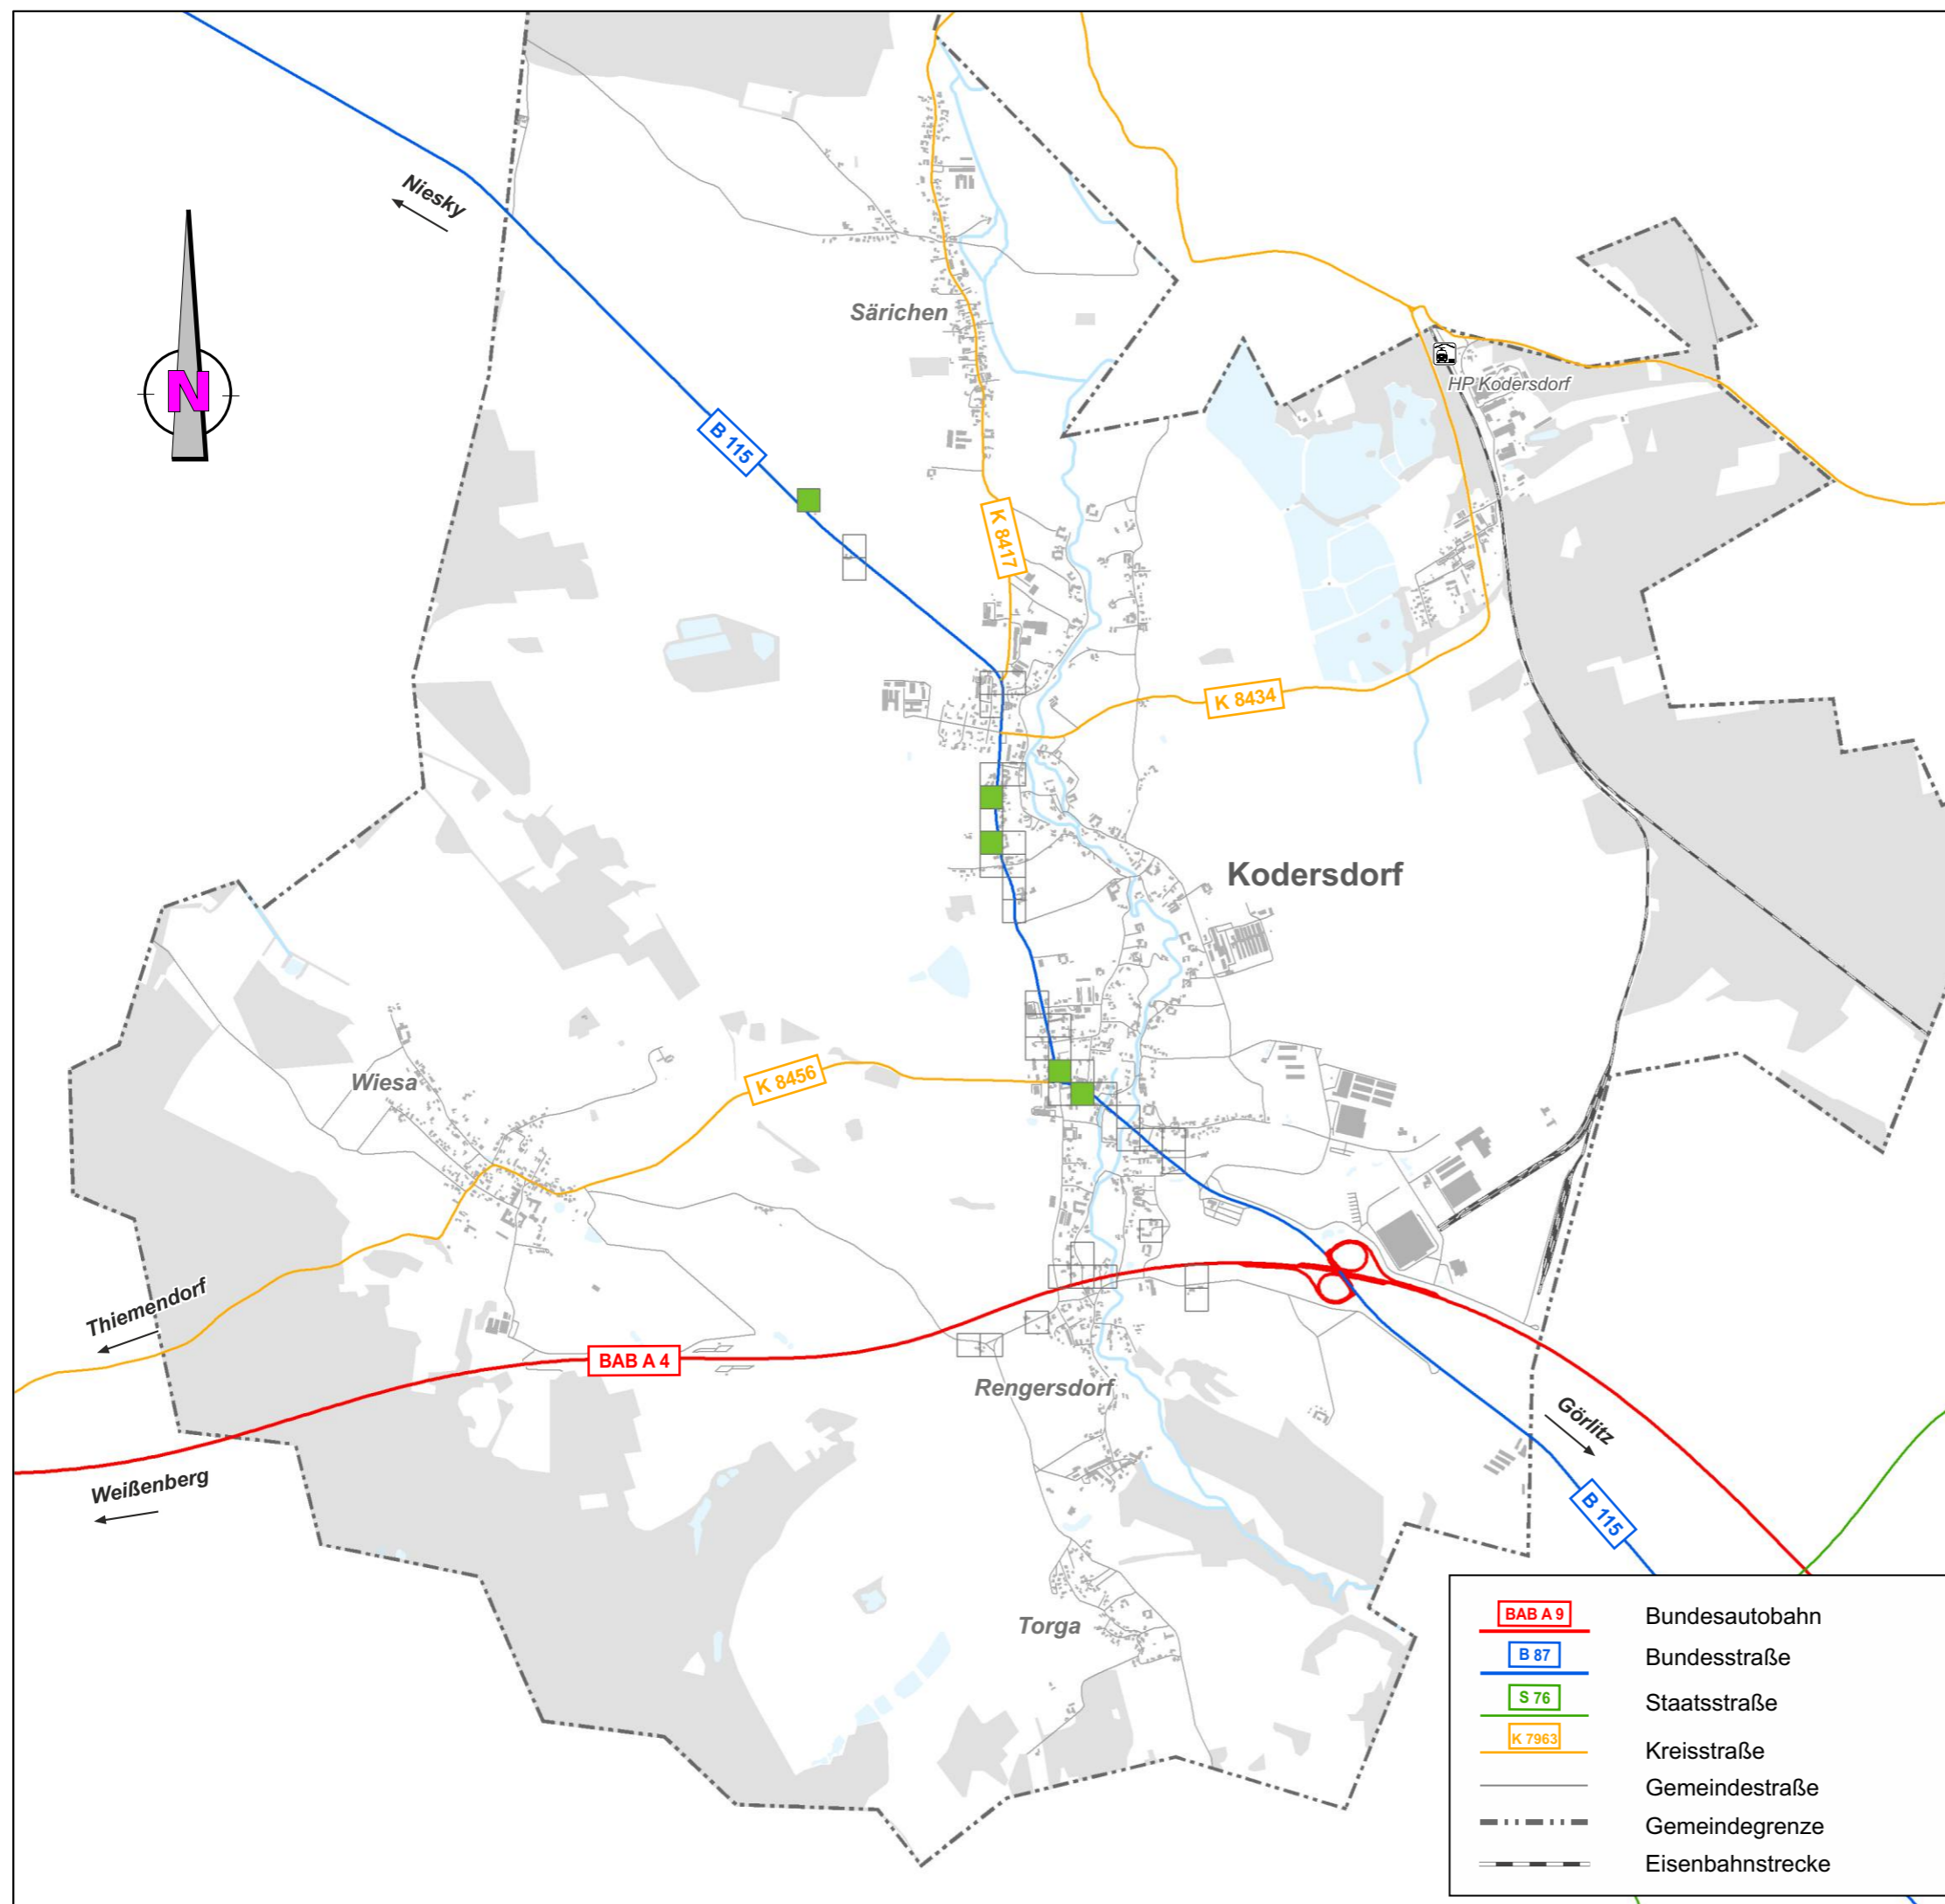 Niesky
N
Särichen
HP Kodersdorf
B 115
K 8417
K 8434
Kodersdorf
Wiesa
K 8456
Thiemendorf
BAB A 4
Rengersdorf
Görlitz
Weißenberg
B 115
Torga
BAB A 9 Bundesautobahn
B 87 Bundesstraße
S 76 Staatsstraße
K 7963 Kreisstraße
Gemeindestraße
Gemeindegrenze
Eisenbahnstrecke